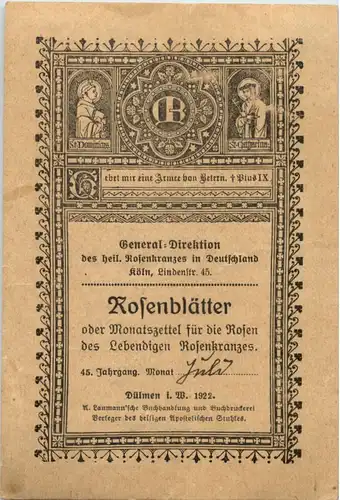 St. Dominikus.
St. Catharina.
Gebet mir eine Armee von Betern. † Pius IX.
General=Direktion
des heil. Rosenkranzes in Deutschland
Köln, Lindenstr. 45.
Rosenblätter
oder Monatszettel für die Rosen
des Lebendigen Rosenkranzes.
45. Jahrgang. Monat Juli
Dülmen i. W. 1922.
A. Laumann'sche Buchhandlung und Buchdruckerei
Verleger des heiligen Apostolischen Stuhles.